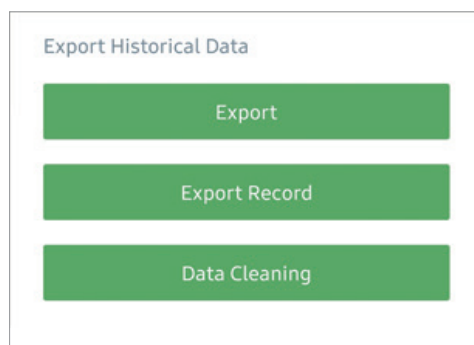 Export Historical Data
Export
Export Record
Data Cleaning